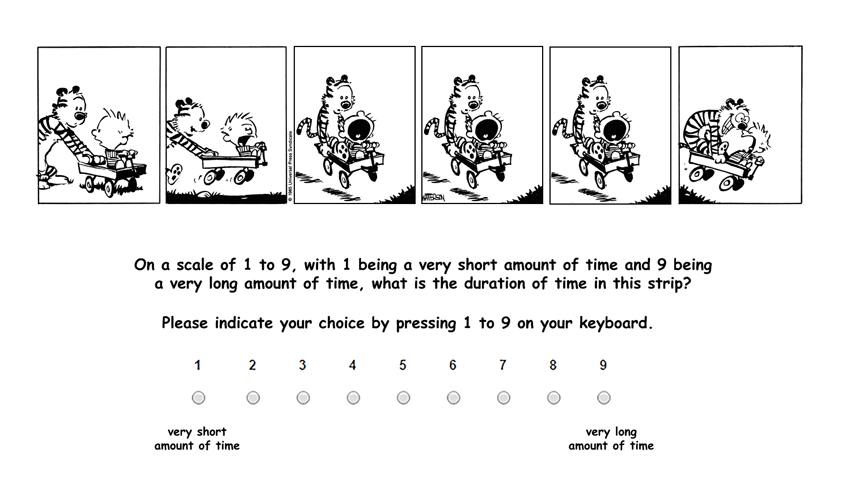 © 1985 Universal Press Syndicate
WATTERSON
On a scale of 1 to 9, with 1 being a very short amount of time and 9 being
a very long amount of time, what is the duration of time in this strip?
Please indicate your choice by pressing 1 to 9 on your keyboard.
1 2 3 4 5 6 7 8 9
very short very long
amount of time amount of time